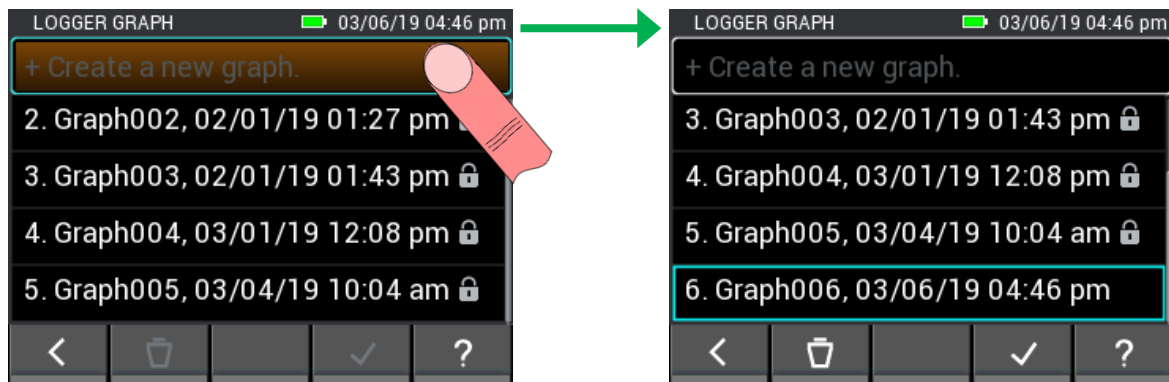 LOGGER GRAPH 03/06/19 04:46 pm
+ Create a new graph.
2. Graph002, 02/01/19 01:27 pm
3. Graph003, 02/01/19 01:43 pm
4. Graph004, 03/01/19 12:08 pm
5. Graph005, 03/04/19 10:04 am
?
LOGGER GRAPH 03/06/19 04:46 pm
+ Create a new graph.
3. Graph003, 02/01/19 01:43 pm
4. Graph004, 03/01/19 12:08 pm
5. Graph005, 03/04/19 10:04 am
6. Graph006, 03/06/19 04:46 pm
?